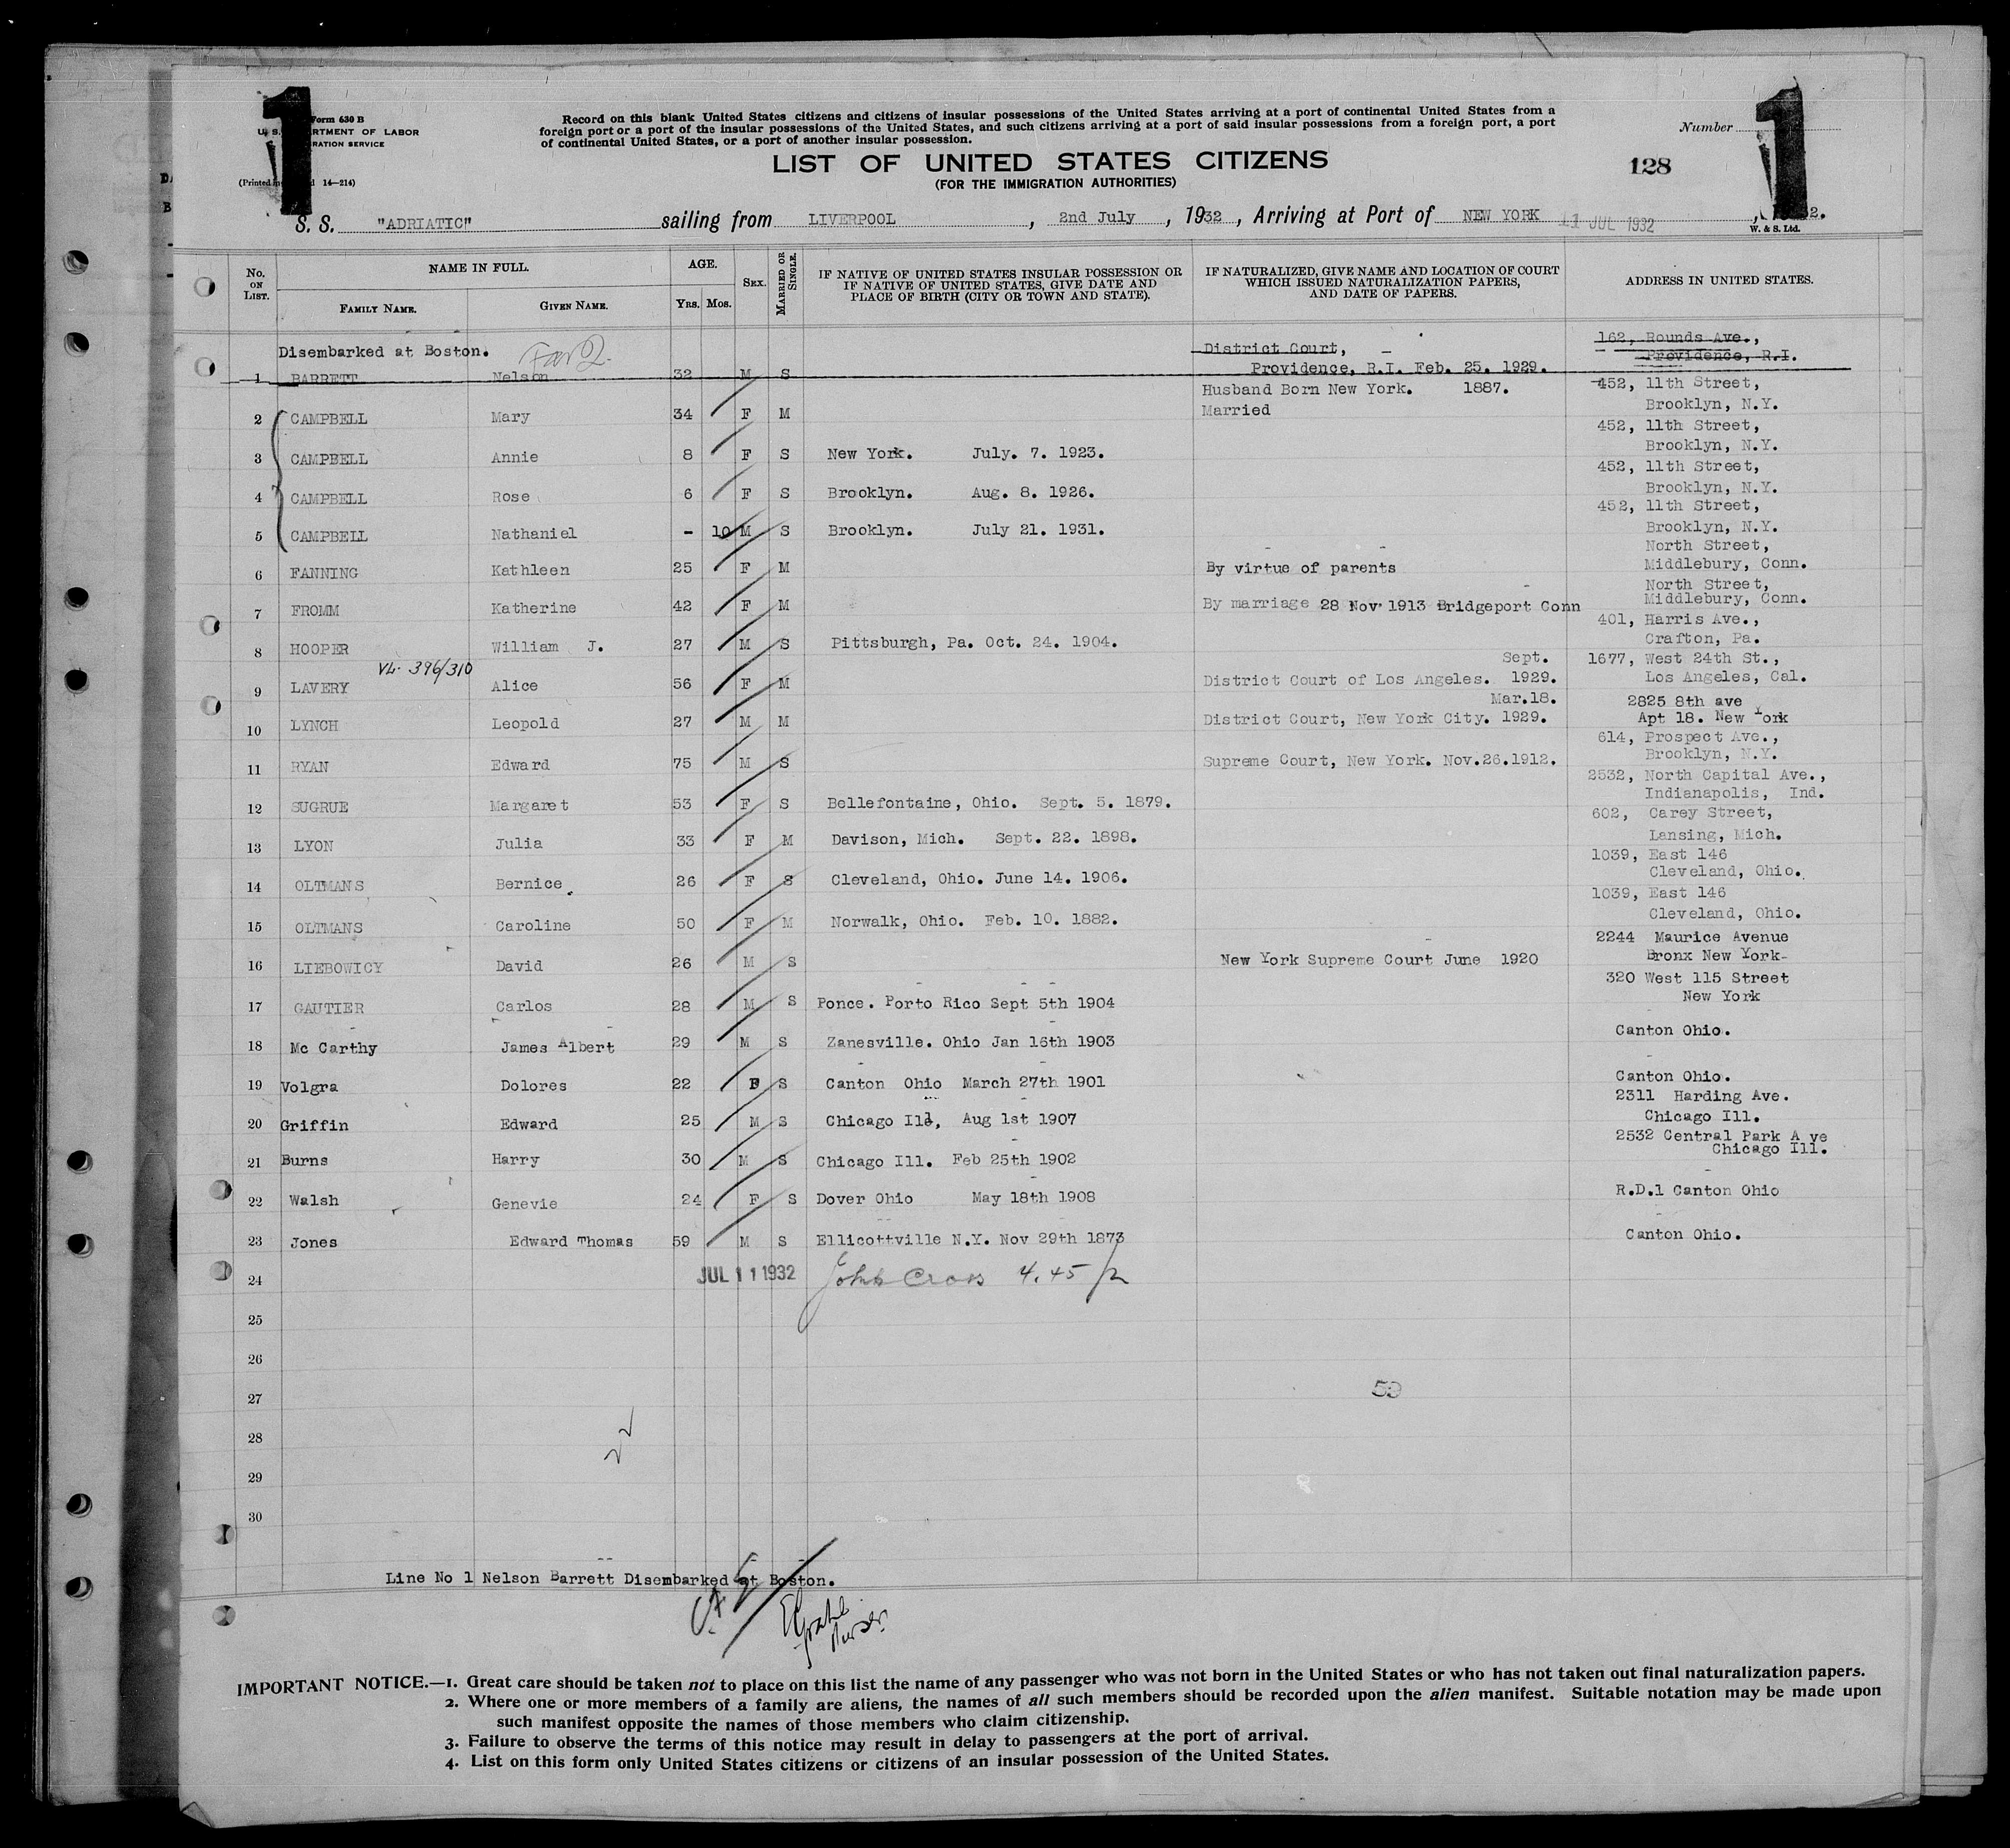 1
Form 630 B
U. S. DEPARTMENT OF LABOR
IMMIGRATION SERVICE
(Printed in 14—214)
Record on this blank United States citizens and citizens of insular possessions of the United States arriving at a port of continental United States from a
foreign port or a port of the insular possessions of the United States, and such citizens arriving at a port of said insular possessions from a foreign port, a port
of continental United States, or a port of another insular possession.
LIST OF UNITED STATES CITIZENS
(FOR THE IMMIGRATION AUTHORITIES)
Number 1
128
S. S. "ADRIATIC" sailing from LIVERPOOL, 2nd July, 1932, Arriving at Port of NEW YORK 11 JUL 1932, 2.
W. & S. Ltd.
No. ON LIST.
NAME IN FULL.
FAMILY NAME. GIVEN NAME.
AGE.
YRS. MOS.
SEX.
MARRIED OR SINGLE.
IF NATIVE OF UNITED STATES INSULAR POSSESSION OR
IF NATIVE OF UNITED STATES, GIVE DATE AND
PLACE OF BIRTH (CITY OR TOWN AND STATE).
IF NATURALIZED, GIVE NAME AND LOCATION OF COURT
WHICH ISSUED NATURALIZATION PAPERS,
AND DATE OF PAPERS.
ADDRESS IN UNITED STATES.
Disembarked at Boston. District Court, 162, Rounds Ave.,
1 BARRETT Nelson 32 M S Providence, R.I. Feb. 25. 1929. Providence, R.I.
Husband Born New York. 1887. 452, 11th Street,
2 CAMPBELL Mary 34 F M Married Brooklyn, N.Y.
452, 11th Street,
3 CAMPBELL Annie 8 F S New York. July. 7. 1923. Brooklyn, N.Y.
452, 11th Street,
4 CAMPBELL Rose 6 F S Brooklyn. Aug. 8. 1926. Brooklyn, N.Y.
452, 11th Street,
5 CAMPBELL Nathaniel - 10 M S Brooklyn. July 21. 1931. Brooklyn, N.Y.
North Street,
6 FANNING Kathleen 25 F M By virtue of parents Middlebury, Conn.
North Street,
7 FROMM Katherine 42 F M By marriage 28 Nov. 1913 Bridgeport Conn Middlebury, Conn.
401, Harris Ave.,
8 HOOPER William J. 27 M S Pittsburgh, Pa. Oct. 24. 1904. Crafton, Pa.
VL. 396/310 Sept. 1677, West 24th St.,
9 LAVERY Alice 56 F M District Court of Los Angeles. 1929. Los Angeles, Cal.
Mar.18. 2825 8th ave
10 LYNCH Leopold 27 M M District Court, New York City. 1929. Apt 18. New York
614, Prospect Ave.,
11 RYAN Edward 75 M S Supreme Court, New York. Nov.26.1912. Brooklyn, N.Y.
2532, North Capital Ave.,
12 SUGRUE Margaret 53 F S Bellefontaine, Ohio. Sept. 5. 1879. Indianapolis, Ind.
602, Carey Street,
13 LYON Julia 33 F M Davison, Mich. Sept. 22. 1898. Lansing, Mich.
1039, East 146
14 OLTMANS Bernice. 26 F S Cleveland, Ohio. June 14. 1906. Cleveland, Ohio.
1039, East 146
15 OLTMANS Caroline 50 F M Norwalk, Ohio. Feb. 10. 1882. Cleveland, Ohio.
2244 Maurice Avenue
16 LIEBOWICY David 26 M S New York Supreme Court June 1920 Bronx New York-
320 West 115 Street
17 GAUTIER Carlos 28 M S Ponce. Porto Rico Sept 5th 1904 New York
18 Mc Carthy James Albert 29 M S Zanesville. Ohio Jan 16th 1903 Canton Ohio.
19 Volgra Dolores 22 F S Canton Ohio March 27th 1901 Canton Ohio.
2311 Harding Ave.
20 Griffin Edward 25 M S Chicago Ill, Aug 1st 1907 Chicago Ill.
2532 Central Park A ve
21 Burns Harry 30 M S Chicago Ill. Feb 25th 1902 Chicago Ill.
22 Walsh Genevie 24 F S Dover Ohio May 18th 1908 R.D.1 Canton Ohio
23 Jones Edward Thomas 59 M S Ellicottville N.Y. Nov 29th 1873 Canton Ohio.
24 JUL 11 1932 John Cross 4.45 P
25
26
27 59
28 22
29
30
Line No 1 Nelson Barrett Disembarked at Boston.
IMPORTANT NOTICE.—1. Great care should be taken not to place on this list the name of any passenger who was not born in the United States or who has not taken out final naturalization papers.
2. Where one or more members of a family are aliens, the names of all such members should be recorded upon the alien manifest. Suitable notation may be made upon
such manifest opposite the names of those members who claim citizenship.
3. Failure to observe the terms of this notice may result in delay to passengers at the port of arrival.
4. List on this form only United States citizens or citizens of an insular possession of the United States.